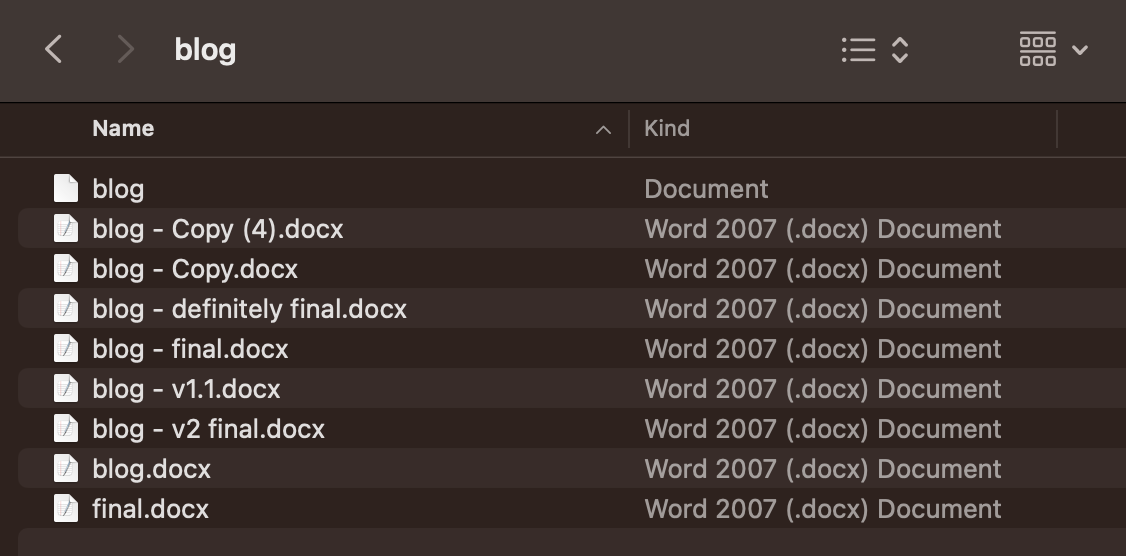 blog
Name Kind
blog Document
blog - Copy (4).docx Word 2007 (.docx) Document
blog - Copy.docx Word 2007 (.docx) Document
blog - definitely final.docx Word 2007 (.docx) Document
blog - final.docx Word 2007 (.docx) Document
blog - v1.1.docx Word 2007 (.docx) Document
blog - v2 final.docx Word 2007 (.docx) Document
blog.docx Word 2007 (.docx) Document
final.docx Word 2007 (.docx) Document